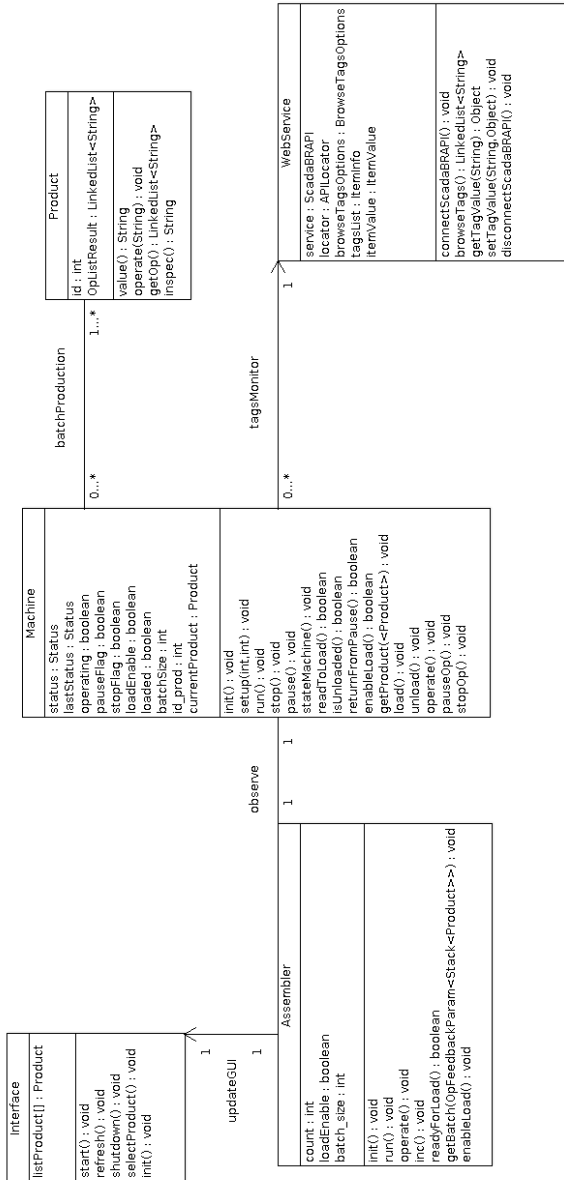 Interface
listProduct[] : Product
start() : void
refresh() : void
shutdown() : void
selectProduct() : void
init() : void
updateGUI
1
1
Assembler
count : int
loadEnable : boolean
batch_size : int
init() : void
run() : void
operate() : void
inc() : void
readyForLoad() : boolean
getBatch(OpFeedbackParam<Stack<Product>>) : void
enableLoad() : void
observe
1
1
Machine
status : Status
lastStatus : Status
operating : boolean
pauseFlag : boolean
stopFlag : boolean
loadEnable : boolean
loaded : boolean
batchSize : int
id_prod : int
currentProduct : Product
init() : void
setup(int,int) : void
run() : void
stop() : void
pause() : void
stateMachine() : void
readToLoad() : boolean
isUnloaded() : boolean
returnFromPause() : boolean
enableLoad() : boolean
getProduct(<Product>) : void
load() : void
unload() : void
operate() : void
pauseOp() : void
stopOp() : void
batchProduction
0...*
1...*
Product
id : int
OpListResult : LinkedList<String>
value() : String
operate(String) : void
getOp() : LinkedList<String>
inspec() : String
tagsMonitor
0...*
1
WebService
service : ScadaBRAPI
locator : APILocator
browseTagsOptions : BrowseTagsOptions
tagsList : ItemInfo
itemValue : ItemValue
connectScadaBRAPI() : void
browseTags() : LinkedList<String>
getTagValue(String) : Object
setTagValue(String,Object) : void
disconnectScadaBRAPI() : void